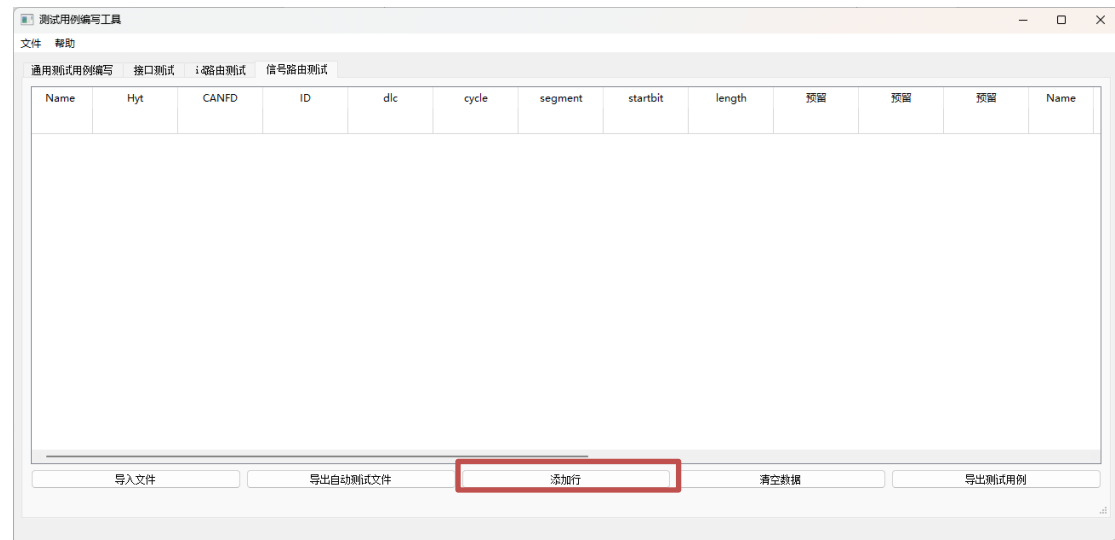 测试用例编写工具
文件 帮助
通用测试用例编写 接口测试 id路由测试 信号路由测试
Name Hyt CANFD ID dlc cycle segment startbit length 预留 预留 预留 Name
导入文件 导出自动测试文件 添加行 清空数据 导出测试用例